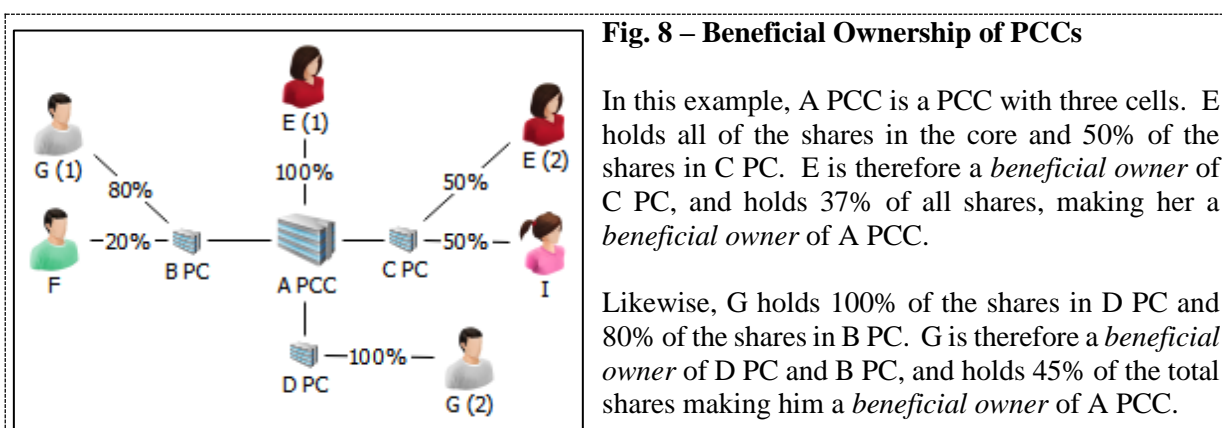 Fig. 8 – Beneficial Ownership of PCCs
In this example, A PCC is a PCC with three cells. E
holds all of the shares in the core and 50% of the
shares in C PC. E is therefore a beneficial owner of
C PC, and holds 37% of all shares, making her a
beneficial owner of A PCC.
Likewise, G holds 100% of the shares in D PC and
80% of the shares in B PC. G is therefore a beneficial
owner of D PC and B PC, and holds 45% of the total
shares making him a beneficial owner of A PCC.
E (1)
G (1)
E (2)
80%
100%
50%
20%
50%
F
B PC
A PCC
C PC
I
100%
D PC
G (2)